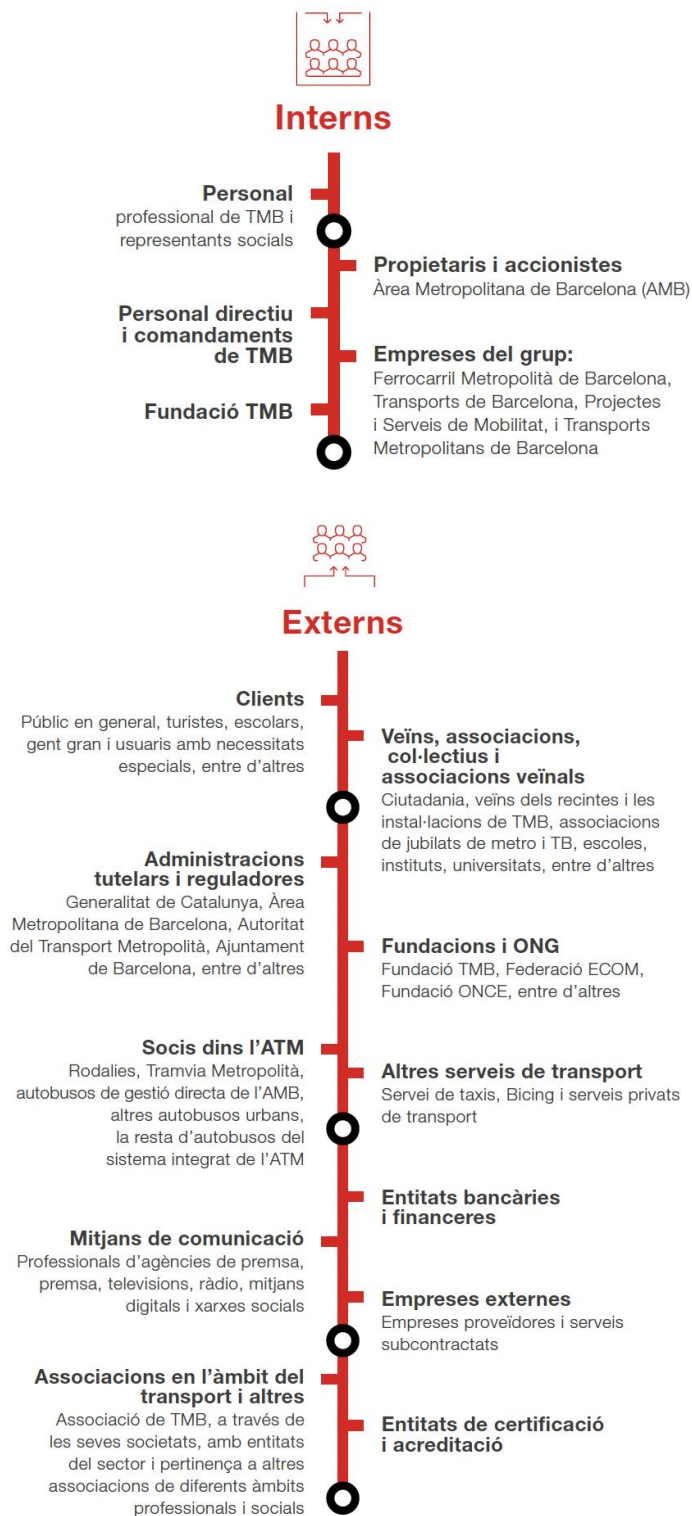 Interns
Personal
professional de TMB i
representants socials
Propietaris i accionistes
Àrea Metropolitana de Barcelona (AMB)
Personal directiu
i comandaments
de TMB
Empreses del grup:
Ferrocarril Metropolità de Barcelona,
Transports de Barcelona, Projectes
i Serveis de Mobilitat, i Transports
Metropolitans de Barcelona
Fundació TMB
Externs
Clients
Públic en general, turistes, escolars,
gent gran i usuaris amb necessitats
especials, entre d’altres
Veïns, associacions,
col·lectius i
associacions veïnals
Ciutadania, veïns dels recintes i les
instal·lacions de TMB, associacions
de jubilats de metro i TB, escoles,
instituts, universitats, entre d’altres
Administracions
tutelars i reguladores
Generalitat de Catalunya, Àrea
Metropolitana de Barcelona, Autoritat
del Transport Metropolità, Ajuntament
de Barcelona, entre d’altres
Fundacions i ONG
Fundació TMB, Federació ECOM,
Fundació ONCE, entre d’altres
Socis dins l’ATM
Rodalies, Tramvia Metropolità,
autobusos de gestió directa de l’AMB,
altres autobusos urbans,
la resta d’autobusos del
sistema integrat de l’ATM
Altres serveis de transport
Servei de taxis, Bicing i serveis privats
de transport
Entitats bancàries
i financeres
Mitjans de comunicació
Professionals d’agències de premsa,
premsa, televisions, ràdio, mitjans
digitals i xarxes socials
Empreses externes
Empreses proveïdores i serveis
subcontractats
Associacions en l’àmbit del
transport i altres
Associació de TMB, a través de
les seves societats, amb entitats
del sector i pertinença a altres
associacions de diferents àmbits
professionals i socials
Entitats de certificació
i acreditació